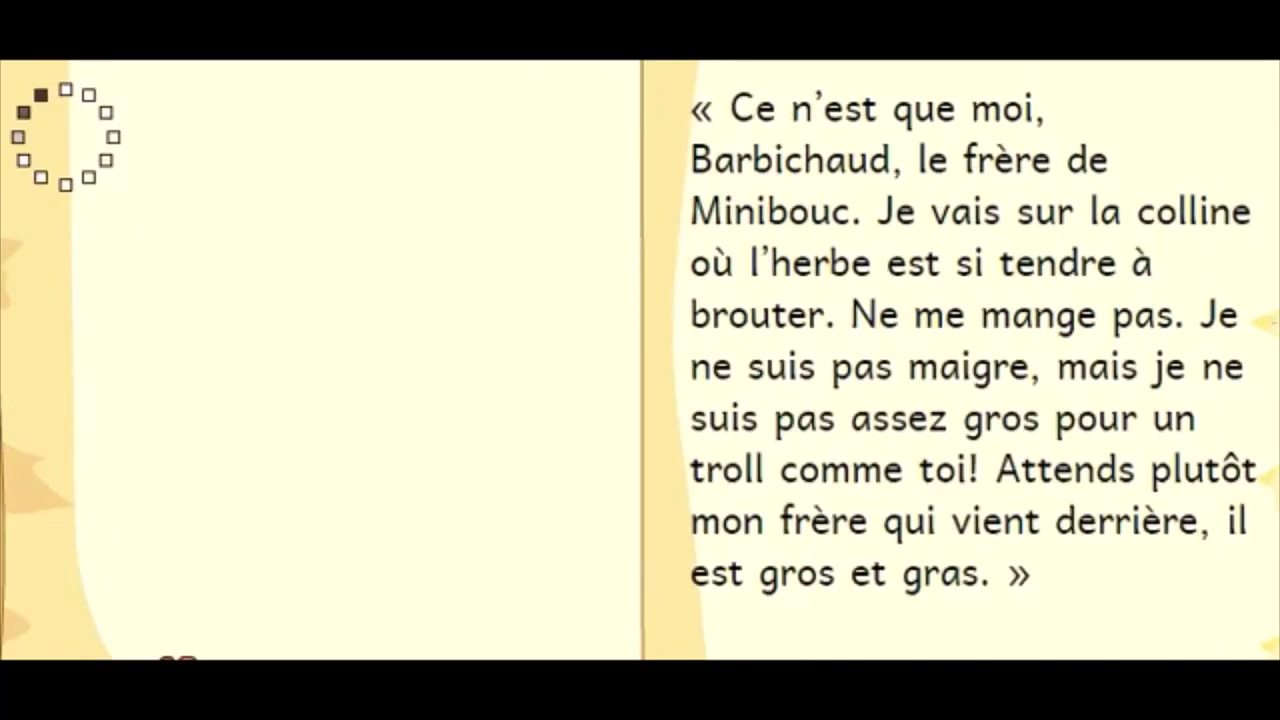 « Ce n’est que moi,
Barbichaud, le frère de
Minibouc. Je vais sur la colline
où l’herbe est si tendre à
brouter. Ne me mange pas. Je
ne suis pas maigre, mais je ne
suis pas assez gros pour un
troll comme toi! Attends plutôt
mon frère qui vient derrière, il
est gros et gras. »